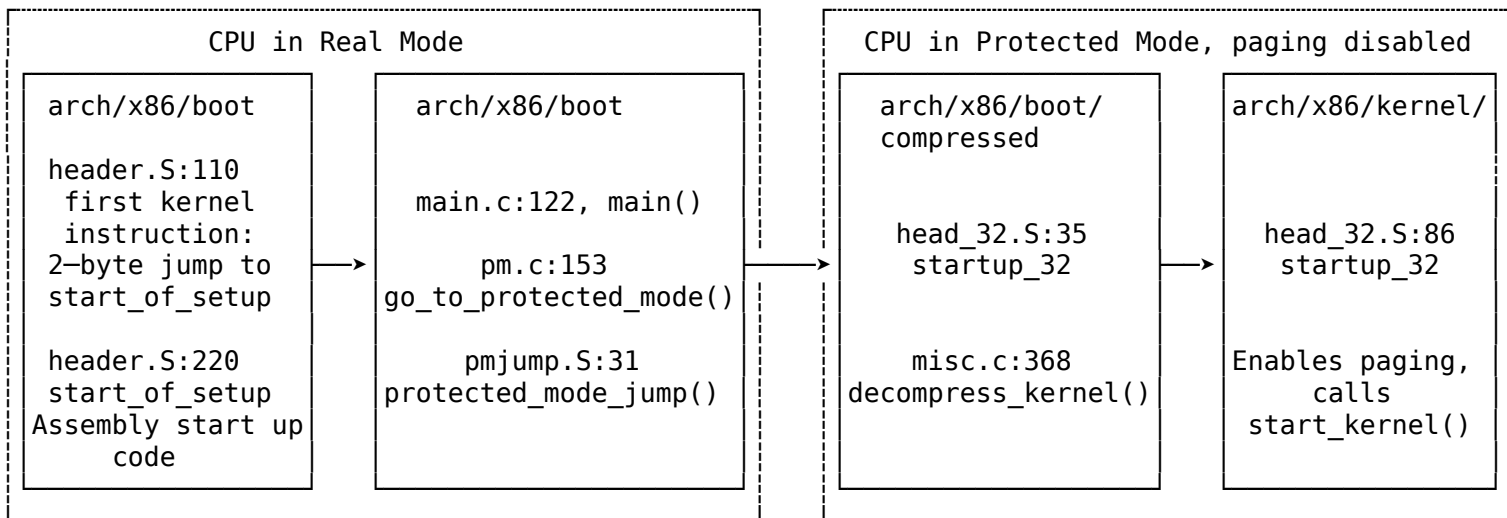 CPU in Real Mode
arch/x86/boot
header.S:110
first kernel
instruction:
2-byte jump to
start_of_setup
header.S:220
start_of_setup
Assembly start up
code
arch/x86/boot
main.c:122, main()
pm.c:153
go_to_protected_mode()
pmjump.S:31
protected_mode_jump()
CPU in Protected Mode, paging disabled
arch/x86/boot/
compressed
head_32.S:35
startup_32
misc.c:368
decompress_kernel()
arch/x86/kernel/
head_32.S:86
startup_32
Enables paging,
calls
start_kernel()